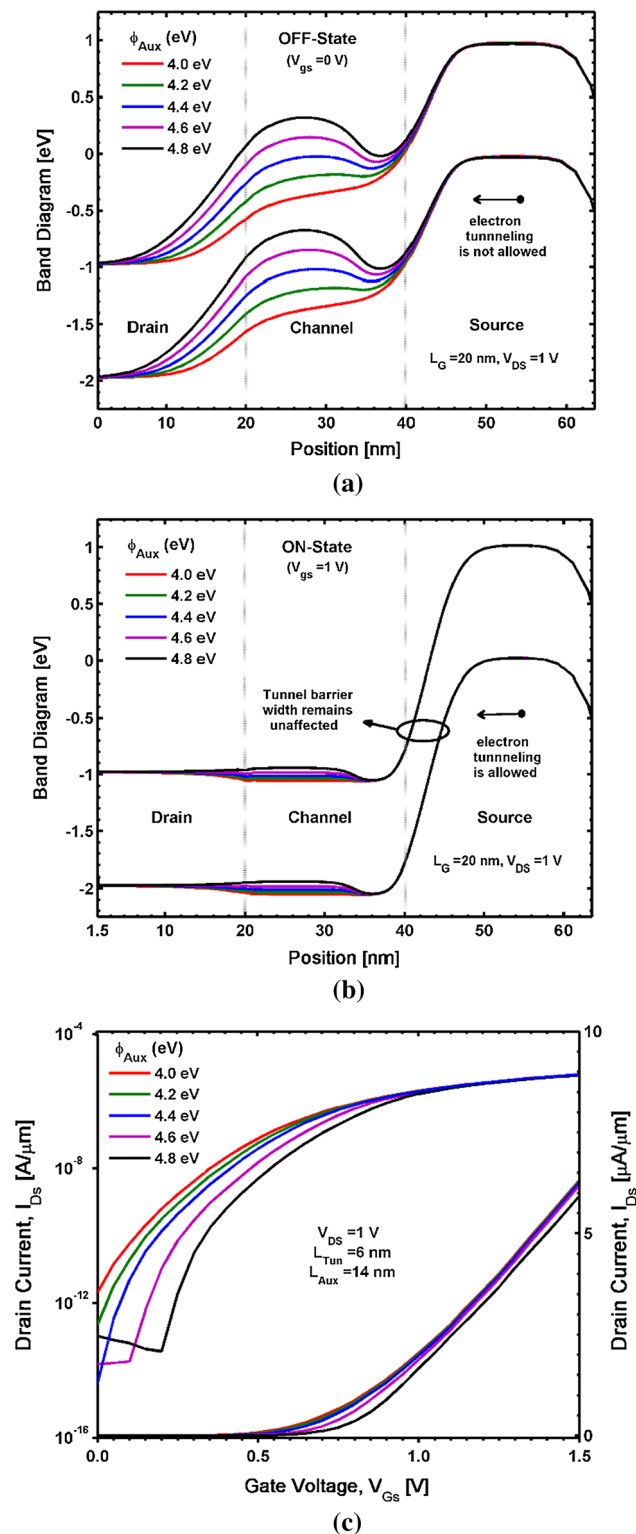 ϕAux (eV)
4.0 eV
4.2 eV
4.4 eV
4.6 eV
4.8 eV
OFF-State
(Vgs =0 V)
electron
tunnneling
is not allowed
Drain
Channel
Source
LG =20 nm, VDS =1 V
Band Diagram [eV]
1
0.5
0
-0.5
-1
-1.5
-2
0
10
20
30
40
50
60
Position [nm]
(a)
ϕAux (eV)
4.0 eV
4.2 eV
4.4 eV
4.6 eV
4.8 eV
ON-State
(Vgs =1 V)
Tunnel barrier
width remains
unaffected
electron
tunnneling
is allowed
Drain
Channel
Source
LG =20 nm, VDS =1 V
Band Diagram [eV]
1
0.5
0
-0.5
-1
-1.5
-2
1.5
10
20
30
40
50
60
Position [nm]
(b)
ϕAux (eV)
4.0 eV
4.2 eV
4.4 eV
4.6 eV
4.8 eV
VDS =1 V
LTun =6 nm
LAux =14 nm
Drain Current, IDs [A/μm]
10-4
10-8
10-12
10-16
Drain Current, IDs [μA/μm]
10
5
0
0.0
0.5
1.0
1.5
Gate Voltage, VGs [V]
(c)